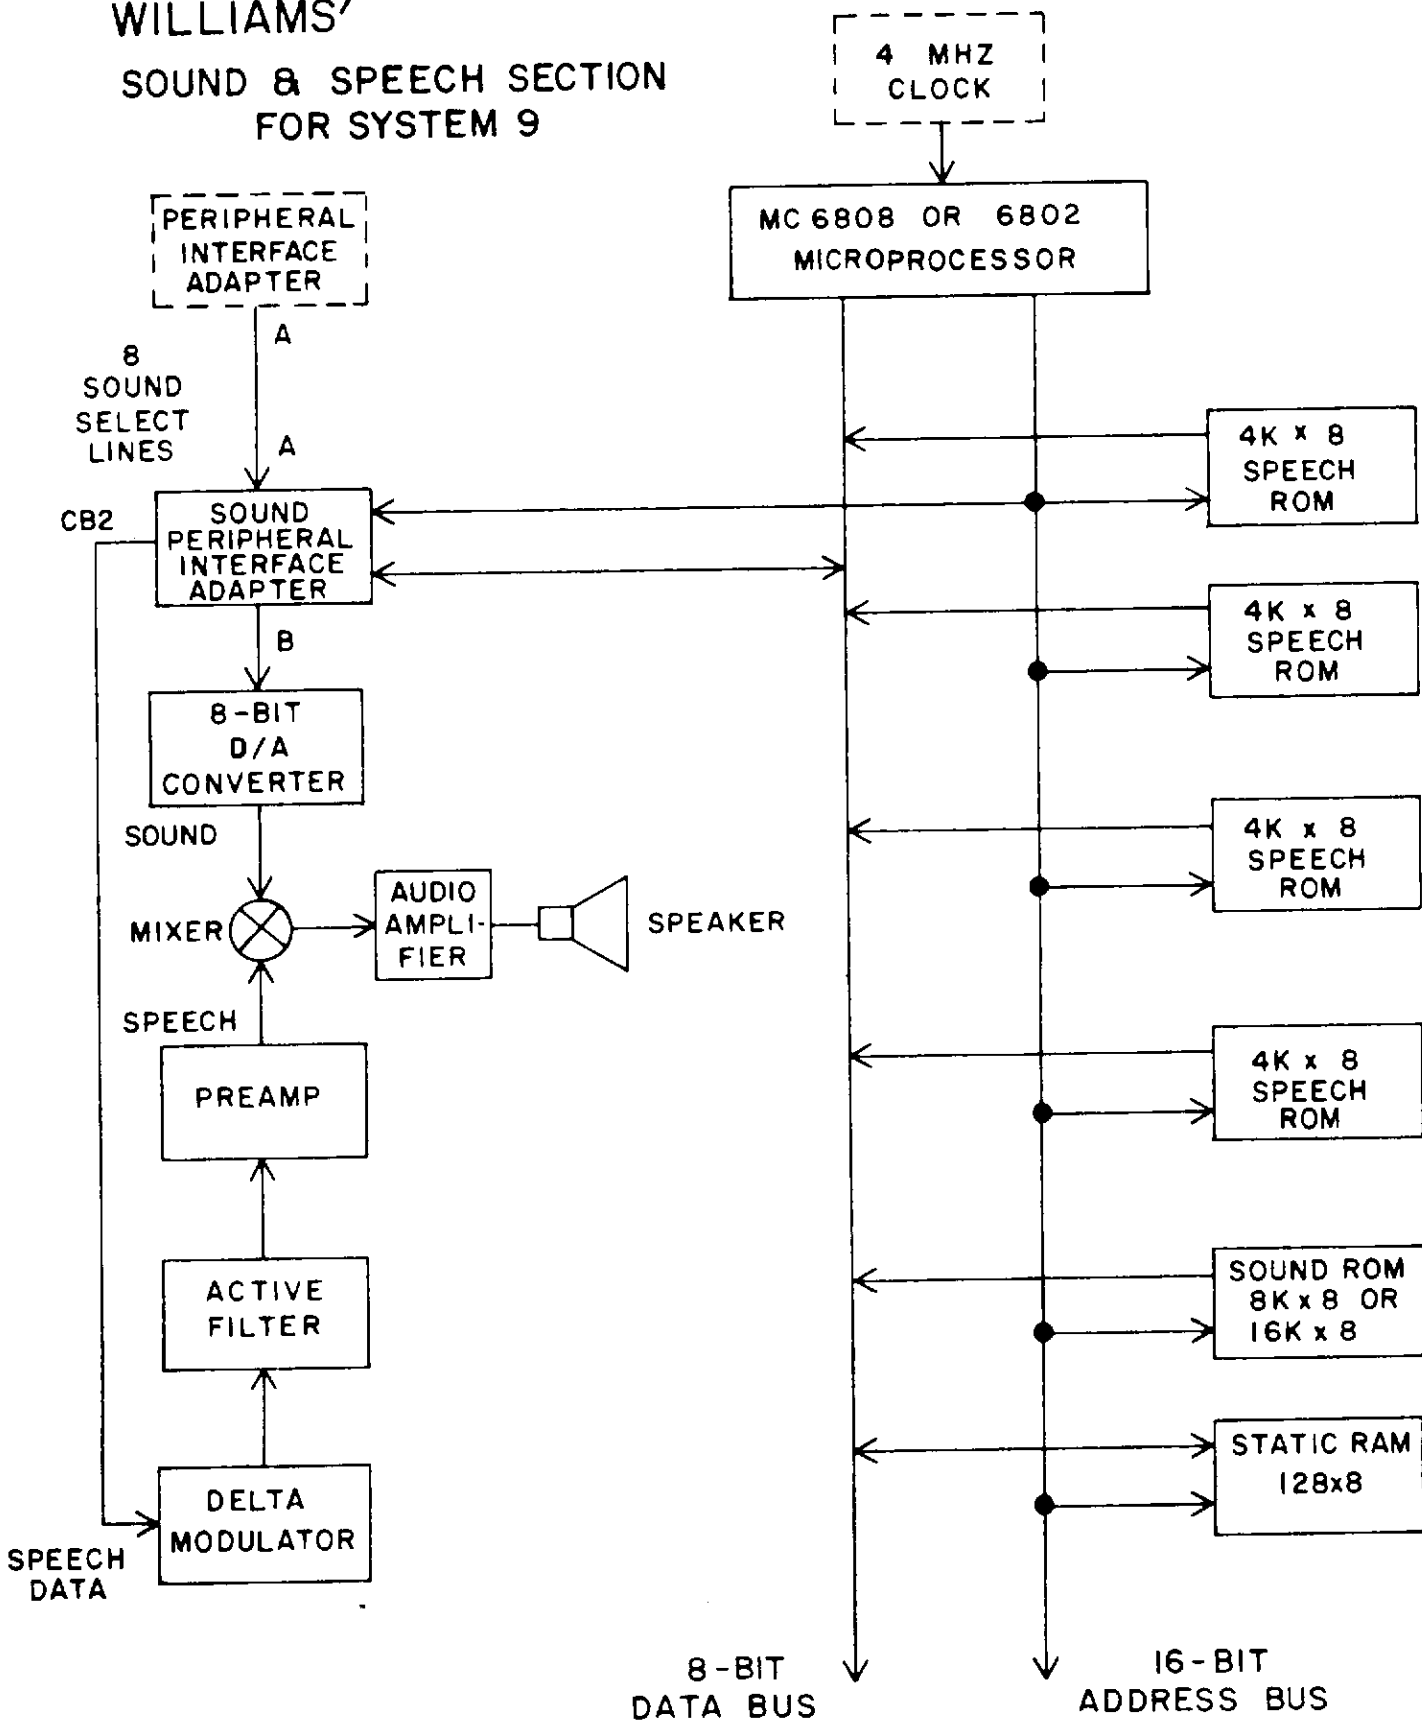 WILLIAMS'
SOUND & SPEECH SECTION
FOR SYSTEM 9
4 MHZ
CLOCK
MC 6808 OR 6802
MICROPROCESSOR
PERIPHERAL
INTERFACE
ADAPTER
A
8
SOUND
SELECT
LINES
A
CB2
SOUND
PERIPHERAL
INTERFACE
ADAPTER
B
8-BIT
D/A
CONVERTER
SOUND
MIXER
AUDIO
AMPLI-
FIER
SPEAKER
SPEECH
PREAMP
ACTIVE
FILTER
DELTA
MODULATOR
SPEECH
DATA
4K x 8
SPEECH
ROM
4K x 8
SPEECH
ROM
4K x 8
SPEECH
ROM
4K x 8
SPEECH
ROM
SOUND ROM
8K x 8 OR
16K x 8
STATIC RAM
128x8
8-BIT
DATA BUS
16-BIT
ADDRESS BUS